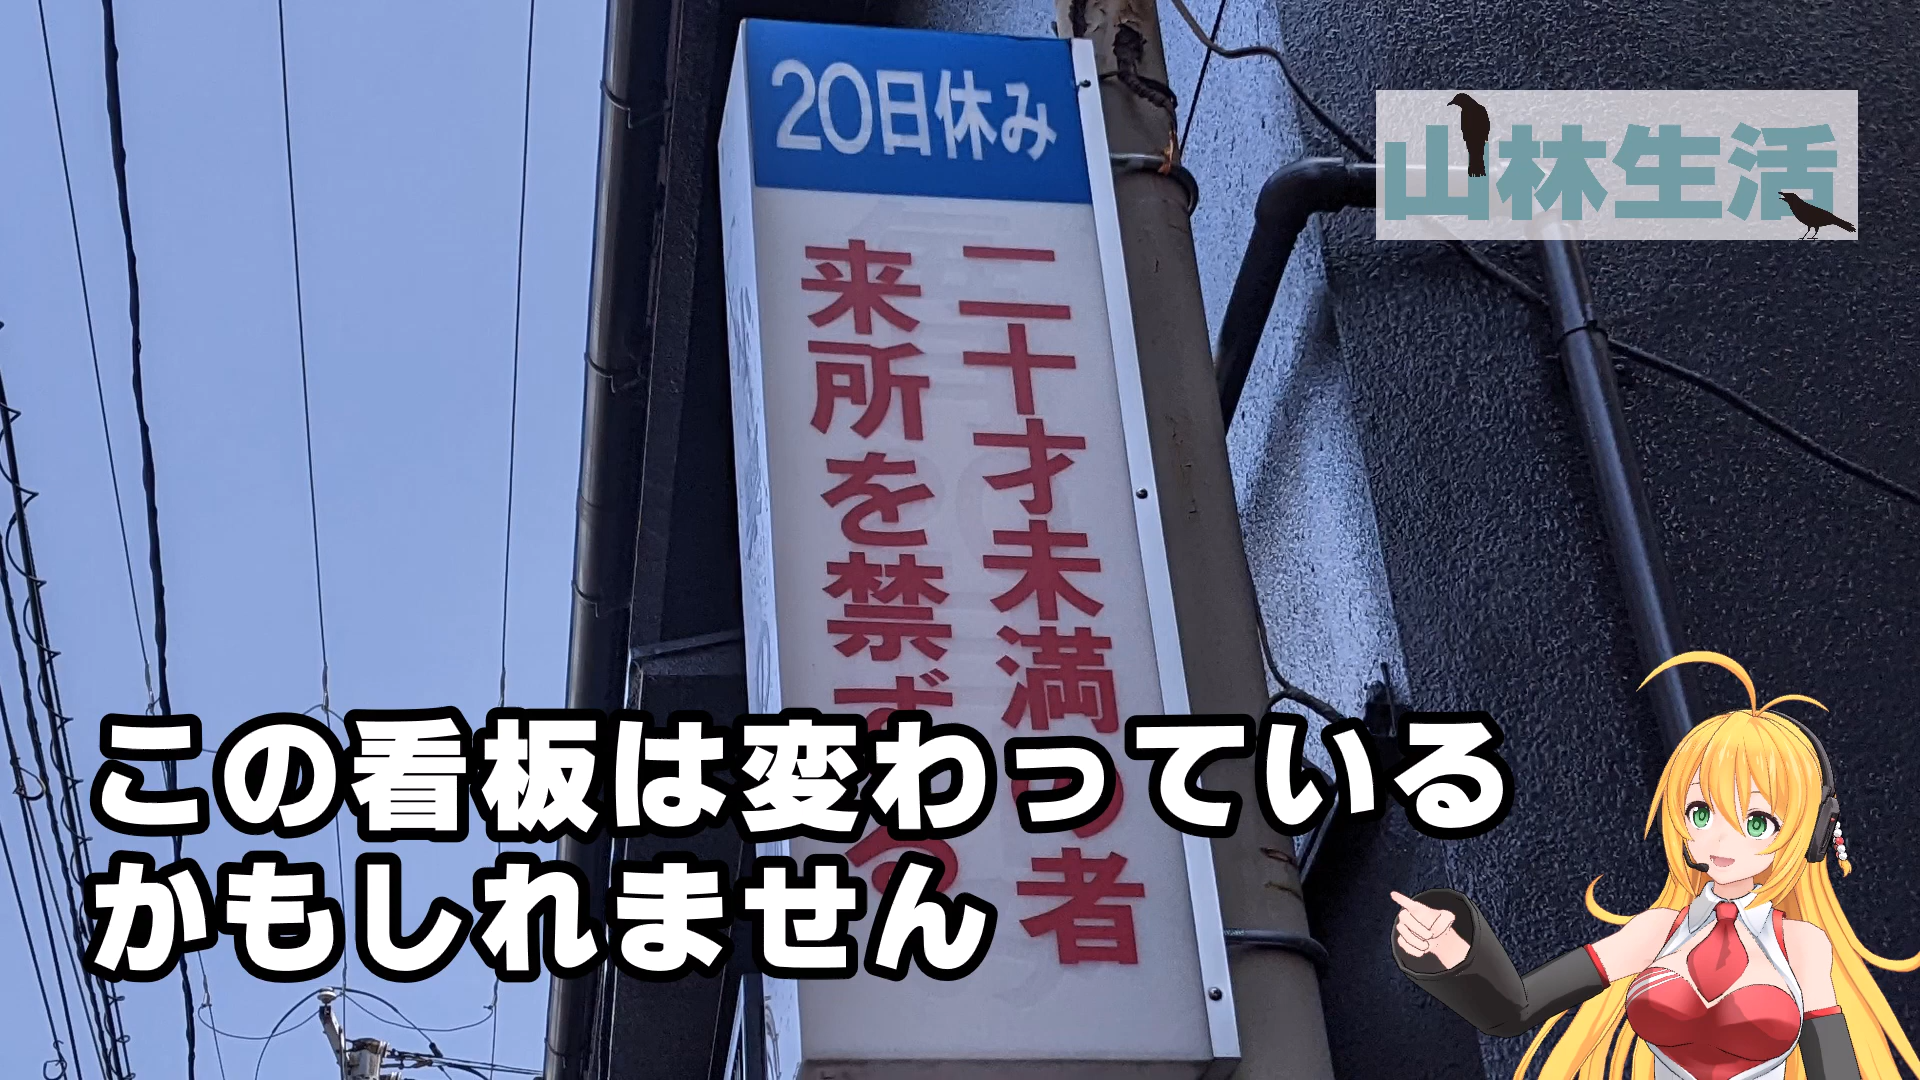 20日休み
二十才未満の者
来所を禁ずる
山林生活
この看板は変わっている
かもしれません